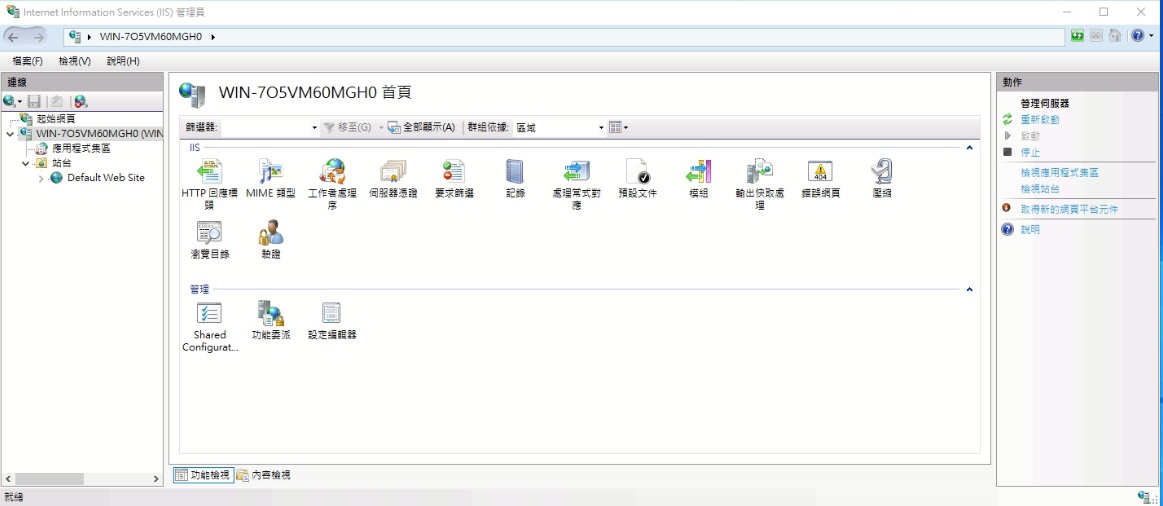 Internet Information Services (IIS) 管理員
WIN-7O5VM60MGH0
檔案(F) 檢視(V) 說明(H)
連線
起始網頁
WIN-7O5VM60MGH0 (WIN
應用程式集區
站台
Default Web Site
WIN-7O5VM60MGH0 首頁
篩選器: 移至(G) 全部顯示(A) 群組依據: 區域
IIS
HTTP 回應標頭
MIME 類型
工作者處理序
伺服器憑證
要求篩選
記錄
處理常式對應
預設文件
模組
輸出快取處理
錯誤網頁
404
壓縮
瀏覽目錄
驗證
管理
Shared
Configurat...
功能委派
設定編輯器
功能檢視 內容檢視
動作
管理伺服器
重新啟動
啟動
停止
檢視應用程式集區
檢視站台
取得新的網頁平台元件
說明
就緒